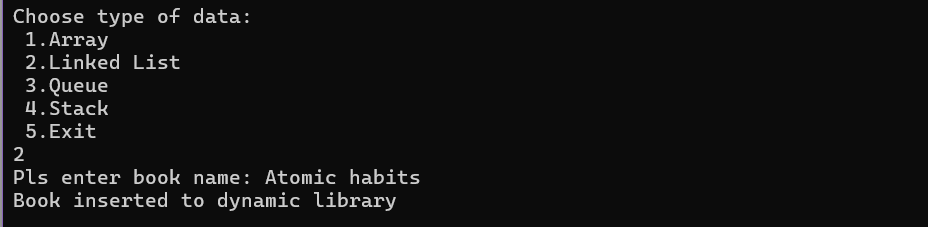 Choose type of data:
1.Array
2.Linked List
3.Queue
4.Stack
5.Exit
2
Pls enter book name: Atomic habits
Book inserted to dynamic library